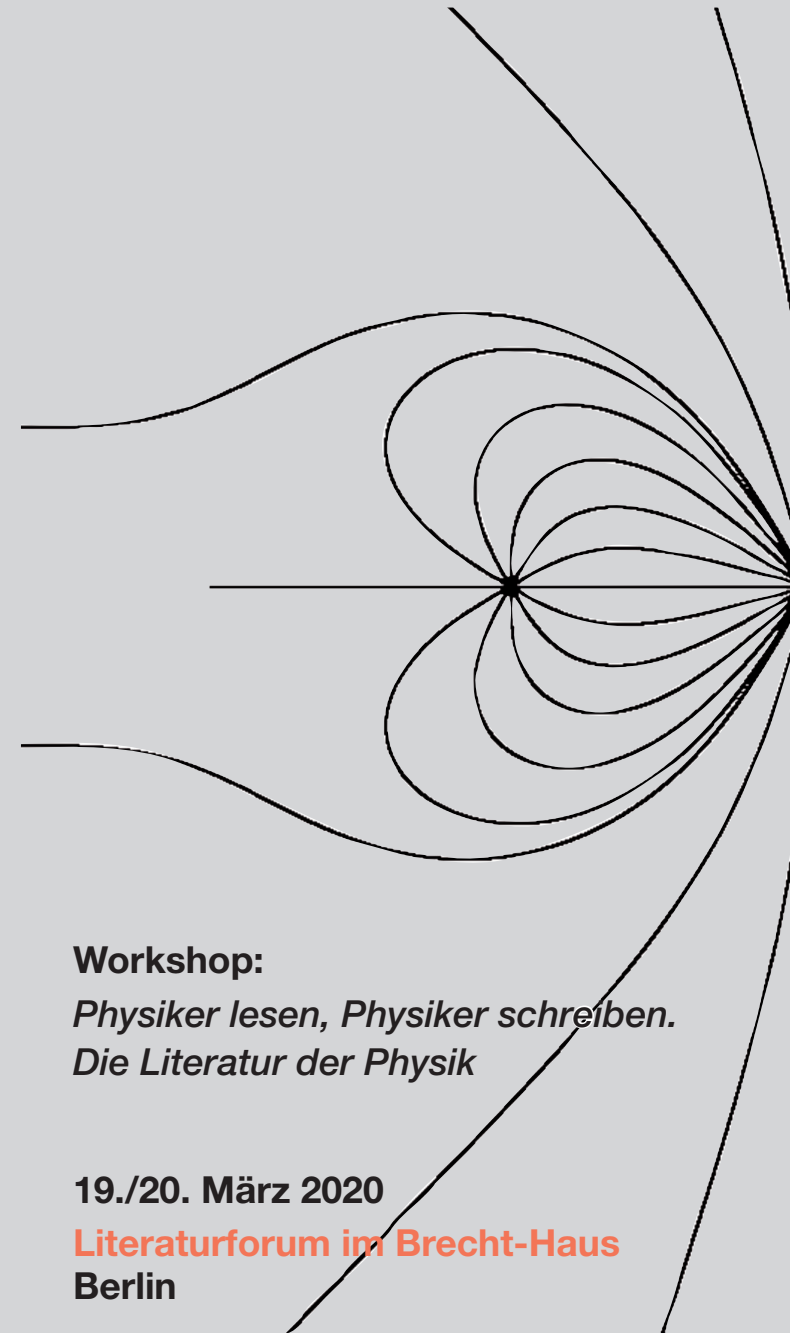 Workshop:
Physiker lesen, Physiker schreiben.
Die Literatur der Physik
19./20. März 2020
Literaturforum im Brecht-Haus
Berlin